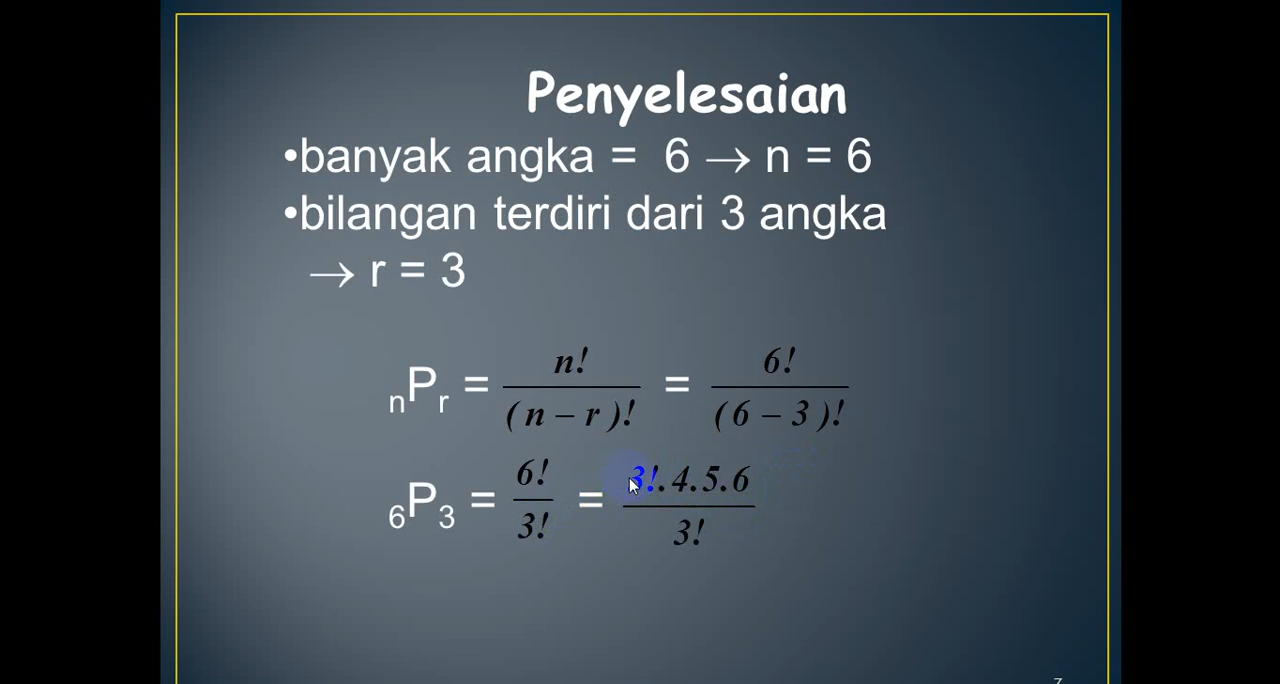 Penyelesaian
•banyak angka = 6 → n = 6
•bilangan terdiri dari 3 angka
→ r = 3
nPr = n! / (n – r)! = 6! / (6 – 3)!
6P3 = 6! / 3! = 3!.4.5.6 / 3!